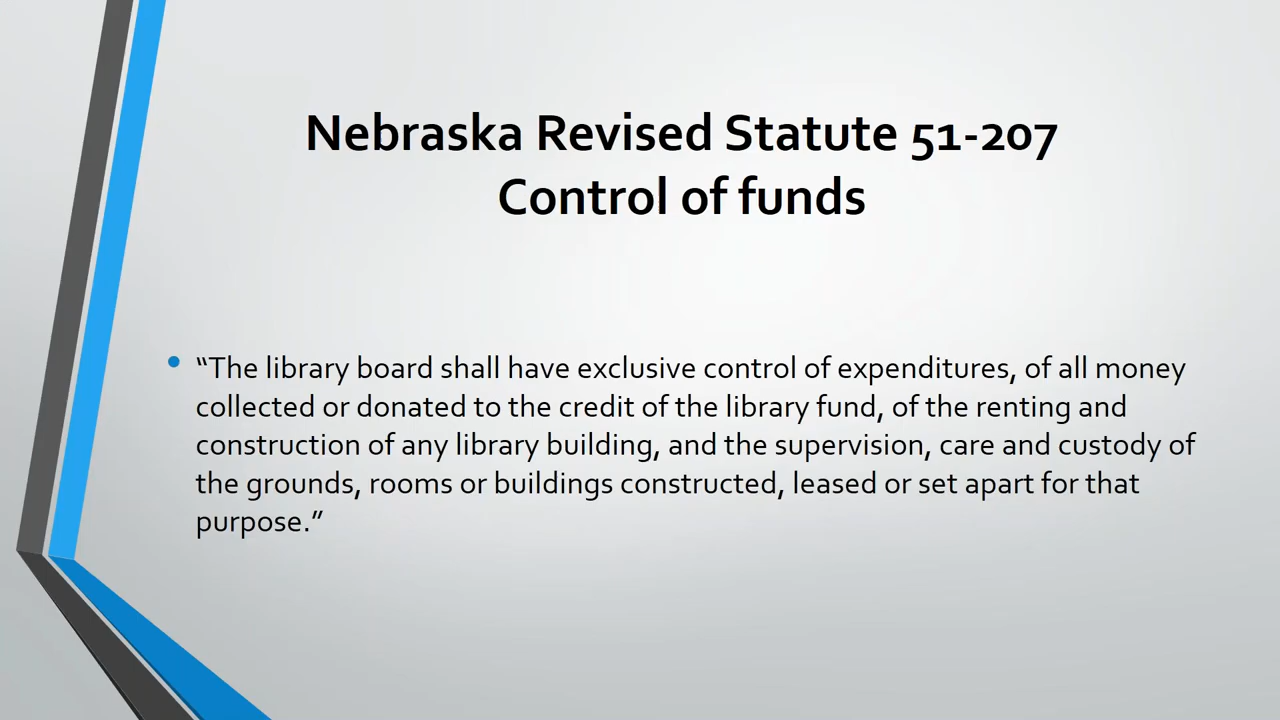 Nebraska Revised Statute 51-207
Control of funds
• “The library board shall have exclusive control of expenditures, of all money
collected or donated to the credit of the library fund, of the renting and
construction of any library building, and the supervision, care and custody of
the grounds, rooms or buildings constructed, leased or set apart for that
purpose.”